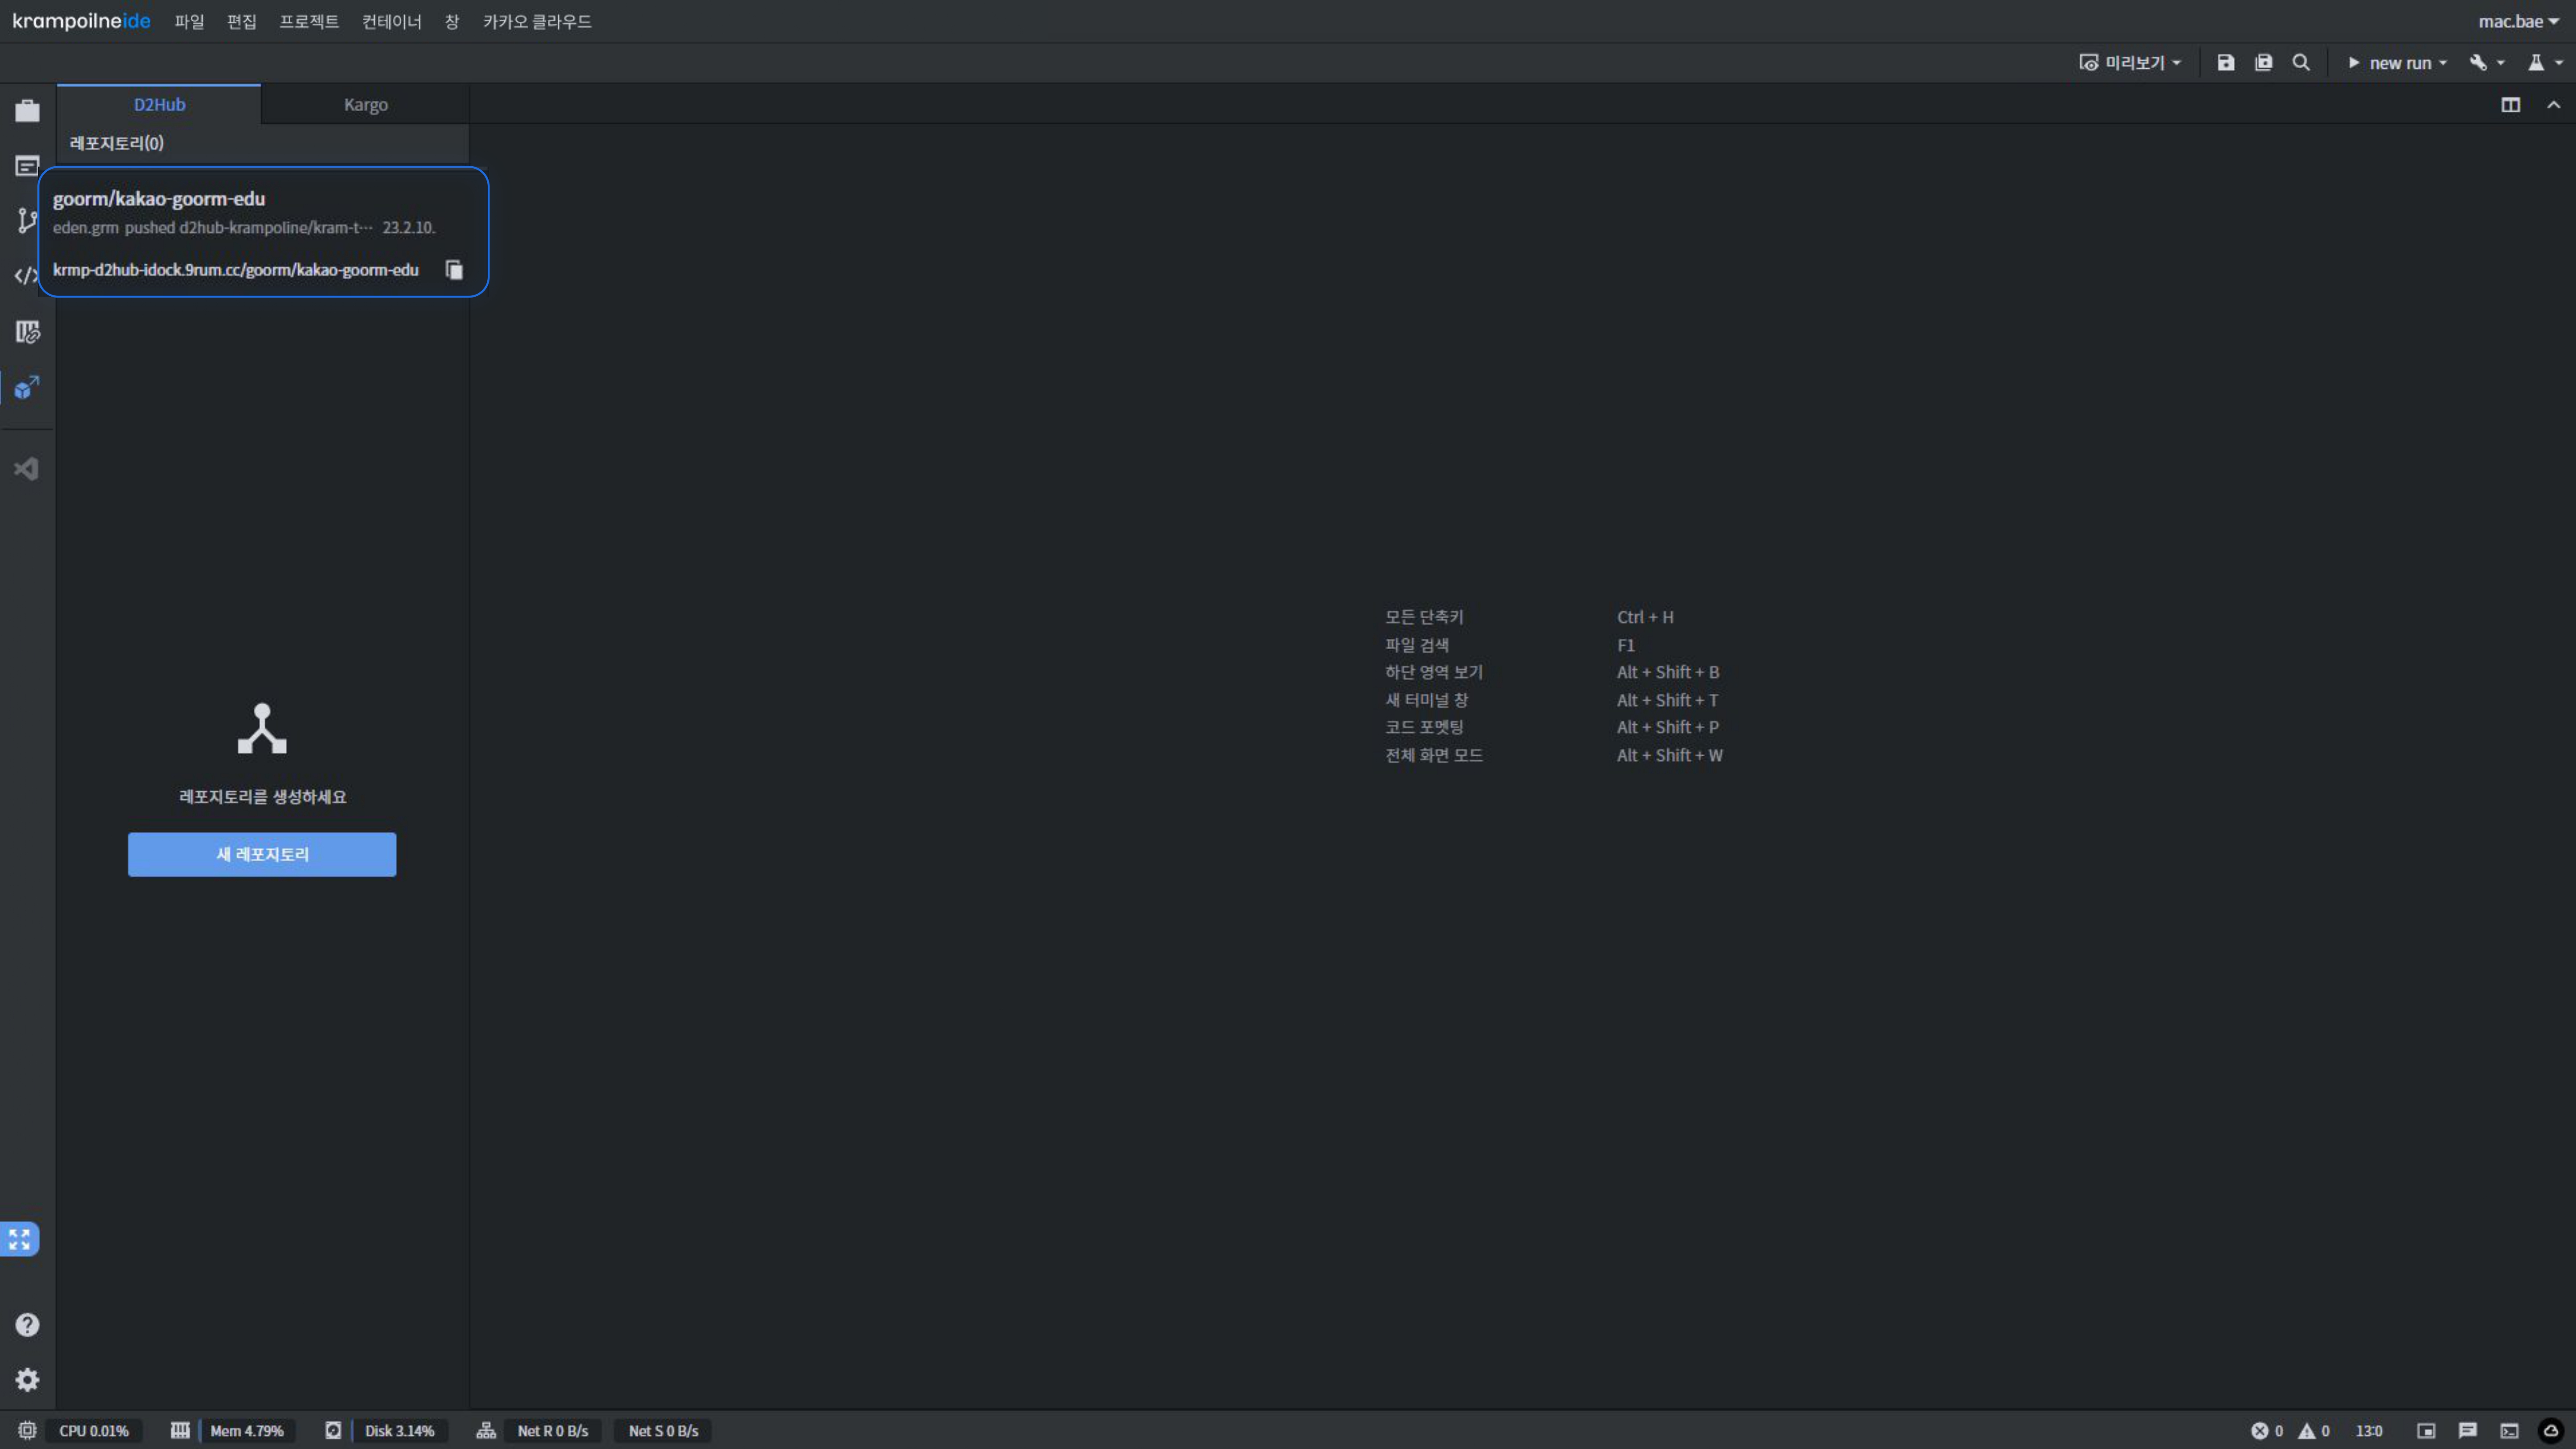 krampoilneide 파일 편집 프로젝트 컨테이너 창 카카오 클라우드 mac.bae
미리보기 new run
D2Hub Kargo
레포지토리(0)
goorm/kakao-goorm-edu
eden.grm pushed d2hub-krampoline/kram-t··· 23.2.10.
krmp-d2hub-idock.9rum.cc/goorm/kakao-goorm-edu
모든 단축키 Ctrl + H
파일 검색 F1
하단 영역 보기 Alt + Shift + B
새 터미널 창 Alt + Shift + T
코드 포멧팅 Alt + Shift + P
전체 화면 모드 Alt + Shift + W
레포지토리를 생성하세요
새 레포지토리
CPU 0.01% Mem 4.79% Disk 3.14% Net R 0 B/s Net S 0 B/s 0 0 13:0